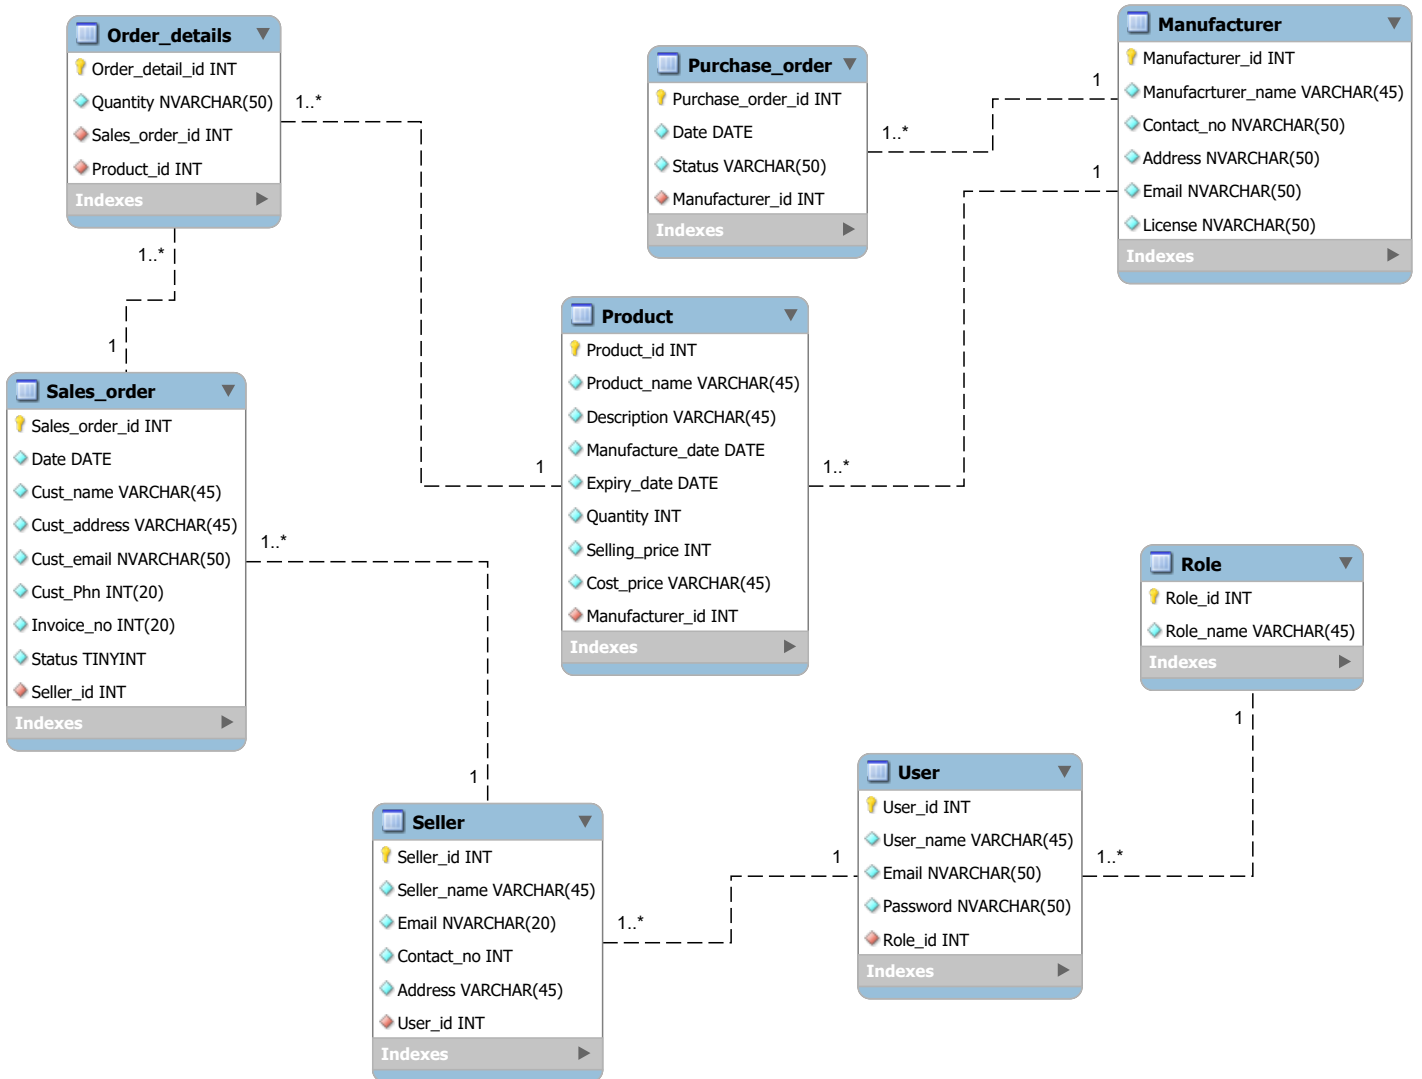 Order_details
Order_detail_id INT
Quantity NVARCHAR(50)
Sales_order_id INT
Product_id INT
Indexes
1..*
1..*
1
Purchase_order
Purchase_order_id INT
Date DATE
Status VARCHAR(50)
Manufacturer_id INT
Indexes
1..*
1
1
Manufacturer
Manufacturer_id INT
Manufacrturer_name VARCHAR(45)
Contact_no NVARCHAR(50)
Address NVARCHAR(50)
Email NVARCHAR(50)
License NVARCHAR(50)
Indexes
Product
Product_id INT
Product_name VARCHAR(45)
Description VARCHAR(45)
Manufacture_date DATE
Expiry_date DATE
Quantity INT
Selling_price INT
Cost_price VARCHAR(45)
Manufacturer_id INT
Indexes
1
1..*
Sales_order
Sales_order_id INT
Date DATE
Cust_name VARCHAR(45)
Cust_address VARCHAR(45)
Cust_email NVARCHAR(50)
Cust_Phn INT(20)
Invoice_no INT(20)
Status TINYINT
Seller_id INT
Indexes
1..*
1
Role
Role_id INT
Role_name VARCHAR(45)
Indexes
1
User
User_id INT
User_name VARCHAR(45)
Email NVARCHAR(50)
Password NVARCHAR(50)
Role_id INT
Indexes
1
1..*
Seller
Seller_id INT
Seller_name VARCHAR(45)
Email NVARCHAR(20)
Contact_no INT
Address VARCHAR(45)
User_id INT
Indexes
1..*